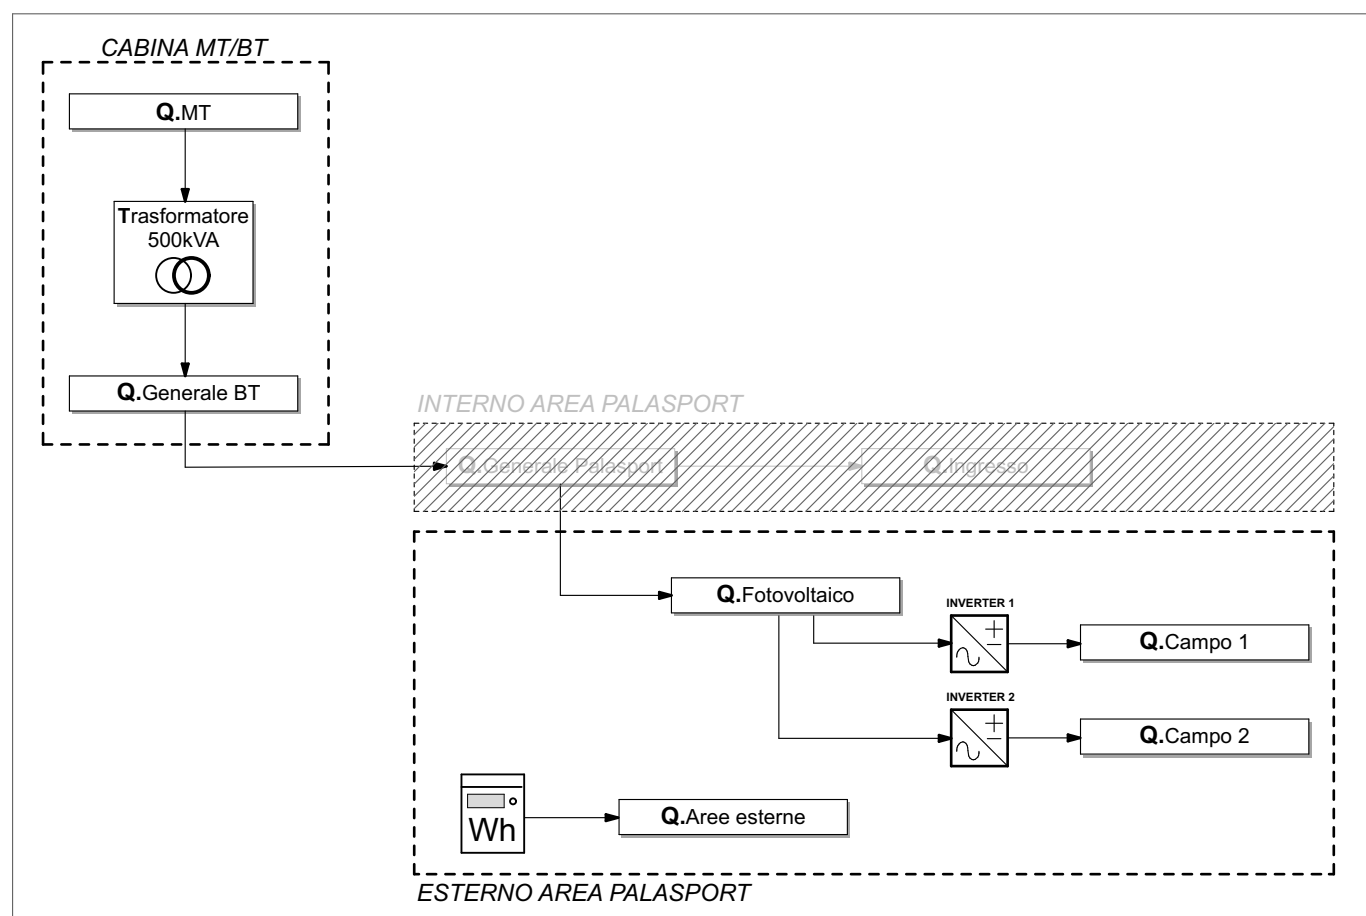 CABINA MT/BT
Q.MT
Trasformatore
500kVA
Q.Generale BT
INTERNO AREA PALASPORT
Q.Generale Palasport
Q.Ingresso
Q.Fotovoltaico
INVERTER 1
Q.Campo 1
INVERTER 2
Q.Campo 2
Wh
Q.Aree esterne
ESTERNO AREA PALASPORT